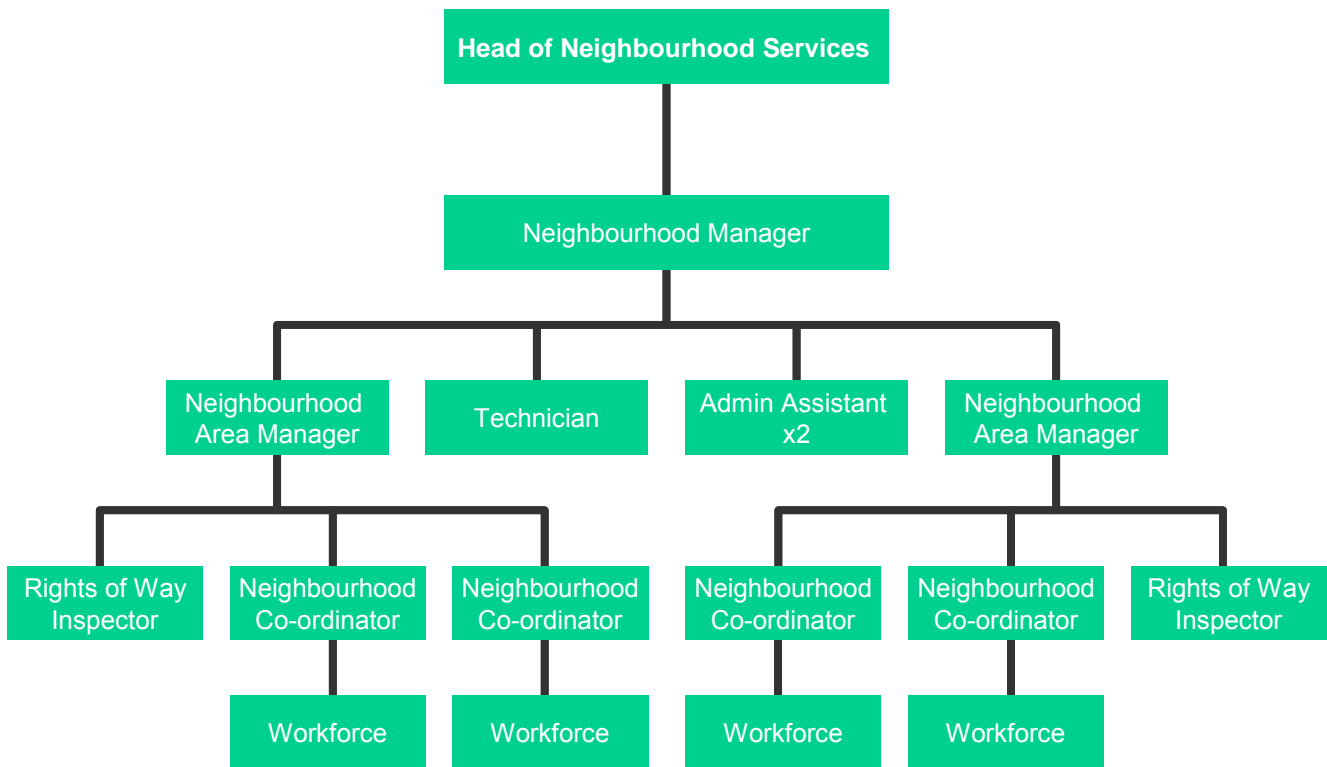 Head of Neighbourhood Services
Neighbourhood Manager
Neighbourhood
Area Manager
Technician
Admin Assistant
x2
Neighbourhood
Area Manager
Rights of Way
Inspector
Neighbourhood
Co-ordinator
Neighbourhood
Co-ordinator
Neighbourhood
Co-ordinator
Neighbourhood
Co-ordinator
Rights of Way
Inspector
Workforce
Workforce
Workforce
Workforce